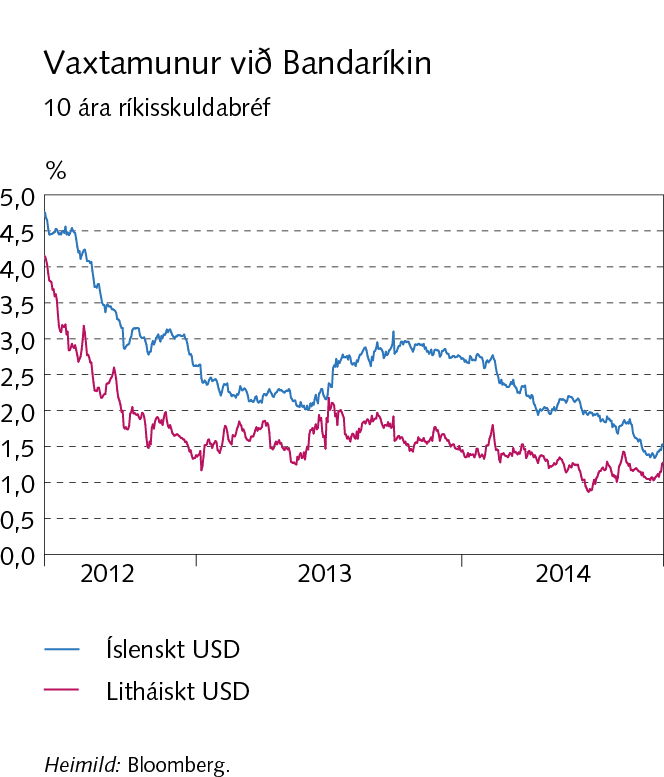 Vaxtamunur við Bandaríkin
10 ára ríkisskuldabréf
%
5,0
4,5
4,0
3,5
3,0
2,5
2,0
1,5
1,0
0,5
0,0
2012 2013 2014
Íslenskt USD
Litháiskt USD
Heimild: Bloomberg.